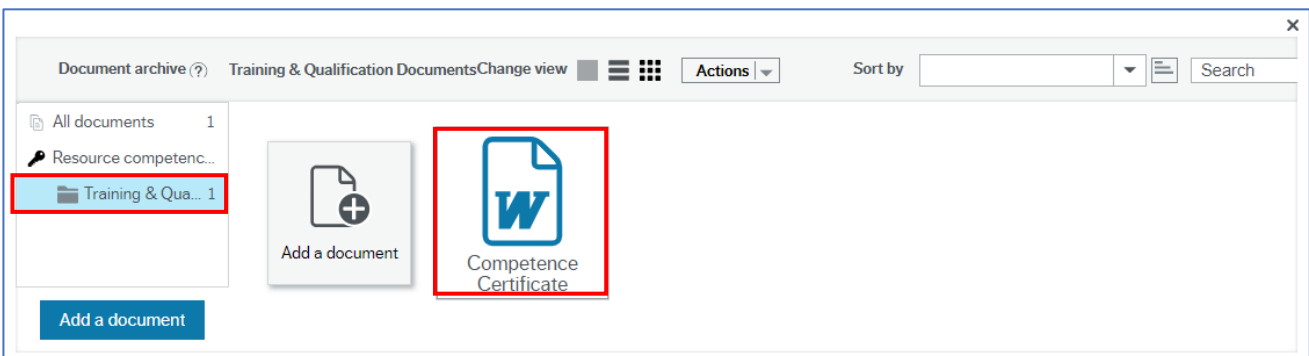 ×
Document archive (?) Training & Qualification Documents Change view Actions Sort by Search
All documents 1
Resource competenc...
Training & Qua... 1
Add a document
Competence
Certificate
Add a document